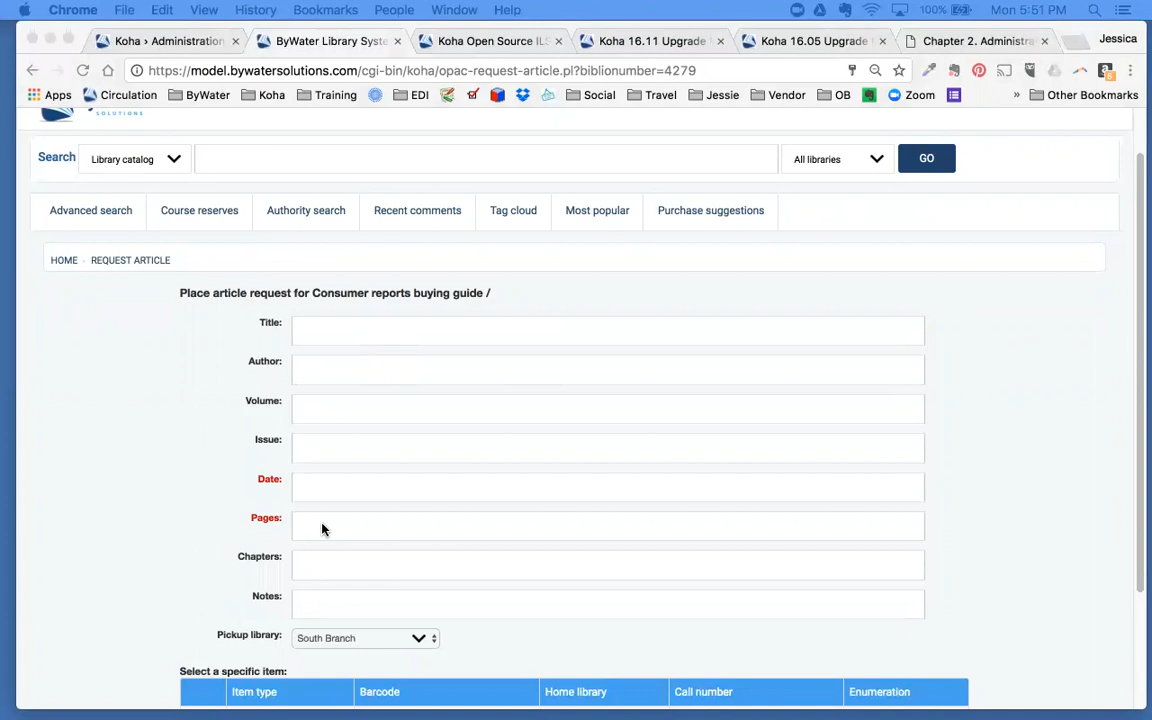 Chrome File Edit View History Bookmarks People Window Help 100% Mon 5:51 PM
Koha › Administration ByWater Library Syste Koha Open Source ILS Koha 16.11 Upgrade Koha 16.05 Upgrade Chapter 2. Administra Jessica
https://model.bywatersolutions.com/cgi-bin/koha/opac-request-article.pl?biblionumber=4279
Apps Circulation ByWater Koha Training EDI Social Travel Jessie Vendor OB Zoom » Other Bookmarks
SOLUTIONS
Search Library catalog All libraries GO
Advanced search Course reserves Authority search Recent comments Tag cloud Most popular Purchase suggestions
HOME REQUEST ARTICLE
Place article request for Consumer reports buying guide /
Title:
Author:
Volume:
Issue:
Date:
Pages:
Chapters:
Notes:
Pickup library: South Branch
Select a specific item:
Item type Barcode Home library Call number Enumeration